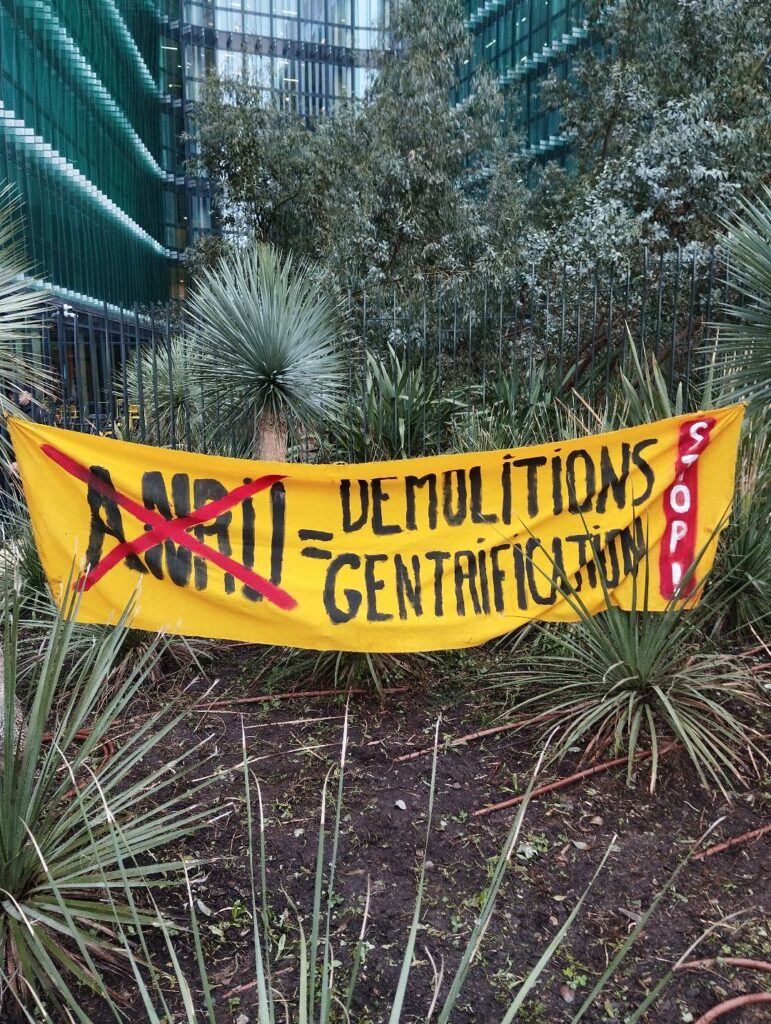 ANRU = DEMOLITIONS
GENTRIFICATION
STOP!